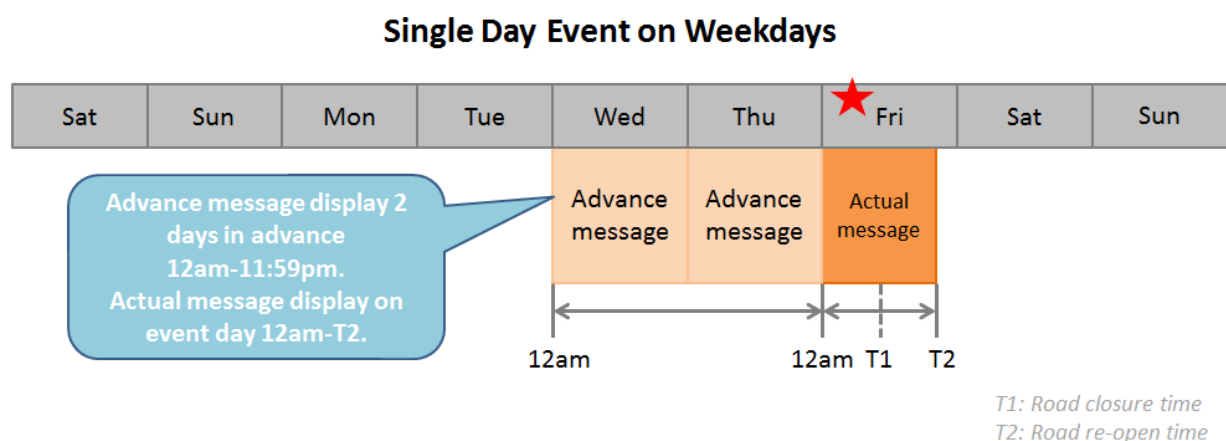 Single Day Event on Weekdays
Sat Sun Mon Tue Wed Thu Fri Sat Sun
Advance message display 2
days in advance
12am-11:59pm.
Actual message display on
event day 12am-T2.
Advance
message
Advance
message
Actual
message
12am 12am T1 T2
T1: Road closure time
T2: Road re-open time